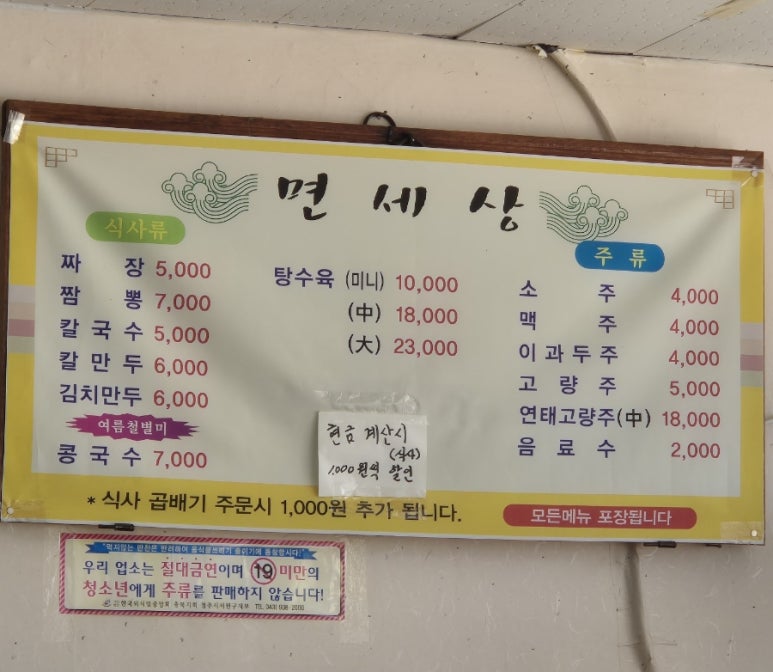 면 세 상
식사류
짜 장 5,000
짬 뽕 7,000
칼국수 5,000
칼만두 6,000
김치만두 6,000
여름철별미
콩국수 7,000
탕수육 (미니) 10,000
(中) 18,000
(大) 23,000
현금 계산시
(식사)
1,000원씩 할인
주 류
소 주 4,000
맥 주 4,000
이과두주 4,000
고 량 주 5,000
연태고량주(中) 18,000
음 료 수 2,000
* 식사 곱배기 주문시 1,000원 추가 됩니다.
모든메뉴 포장됩니다
우리 업소는 절대금연이며 19 미만의
청소년에게 주류를 판매하지 않습니다!